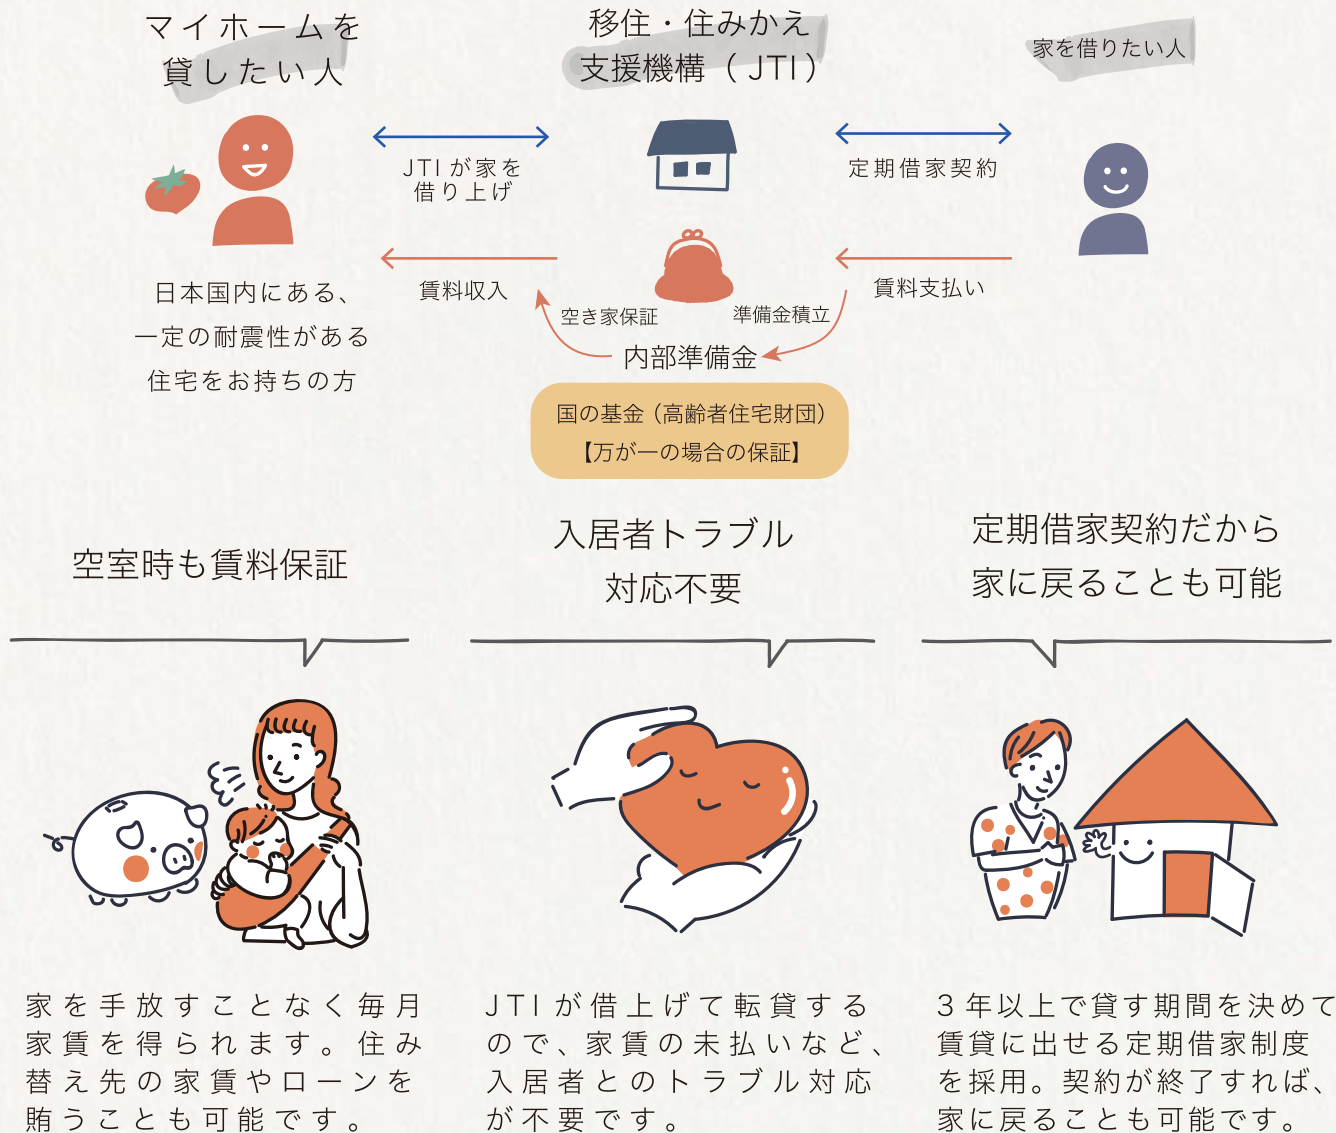 マイホームを
貸したい人
移住・住みかえ
支援機構（JTI）
家を借りたい人
JTI が家を
借り上げ
定期借家契約
賃料収入
賃料支払い
空き家保証
準備金積立
内部準備金
日本国内にある、
一定の耐震性がある
住宅をお持ちの方
国の基金（高齢者住宅財団）
【万が一の場合の保証】
空室時も賃料保証
入居者トラブル
対応不要
定期借家契約だから
家に戻ることも可能
家を手放すことなく毎月
家賃を得られます。住み
替え先の家賃やローンを
賄うことも可能です。
JTI が借上げて転貸する
ので、家賃の未払いなど、
入居者とのトラブル対応
が不要です。
3 年以上で貸す期間を決めて
賃貸に出せる定期借家制度
を採用。契約が終了すれば、
家に戻ることも可能です。